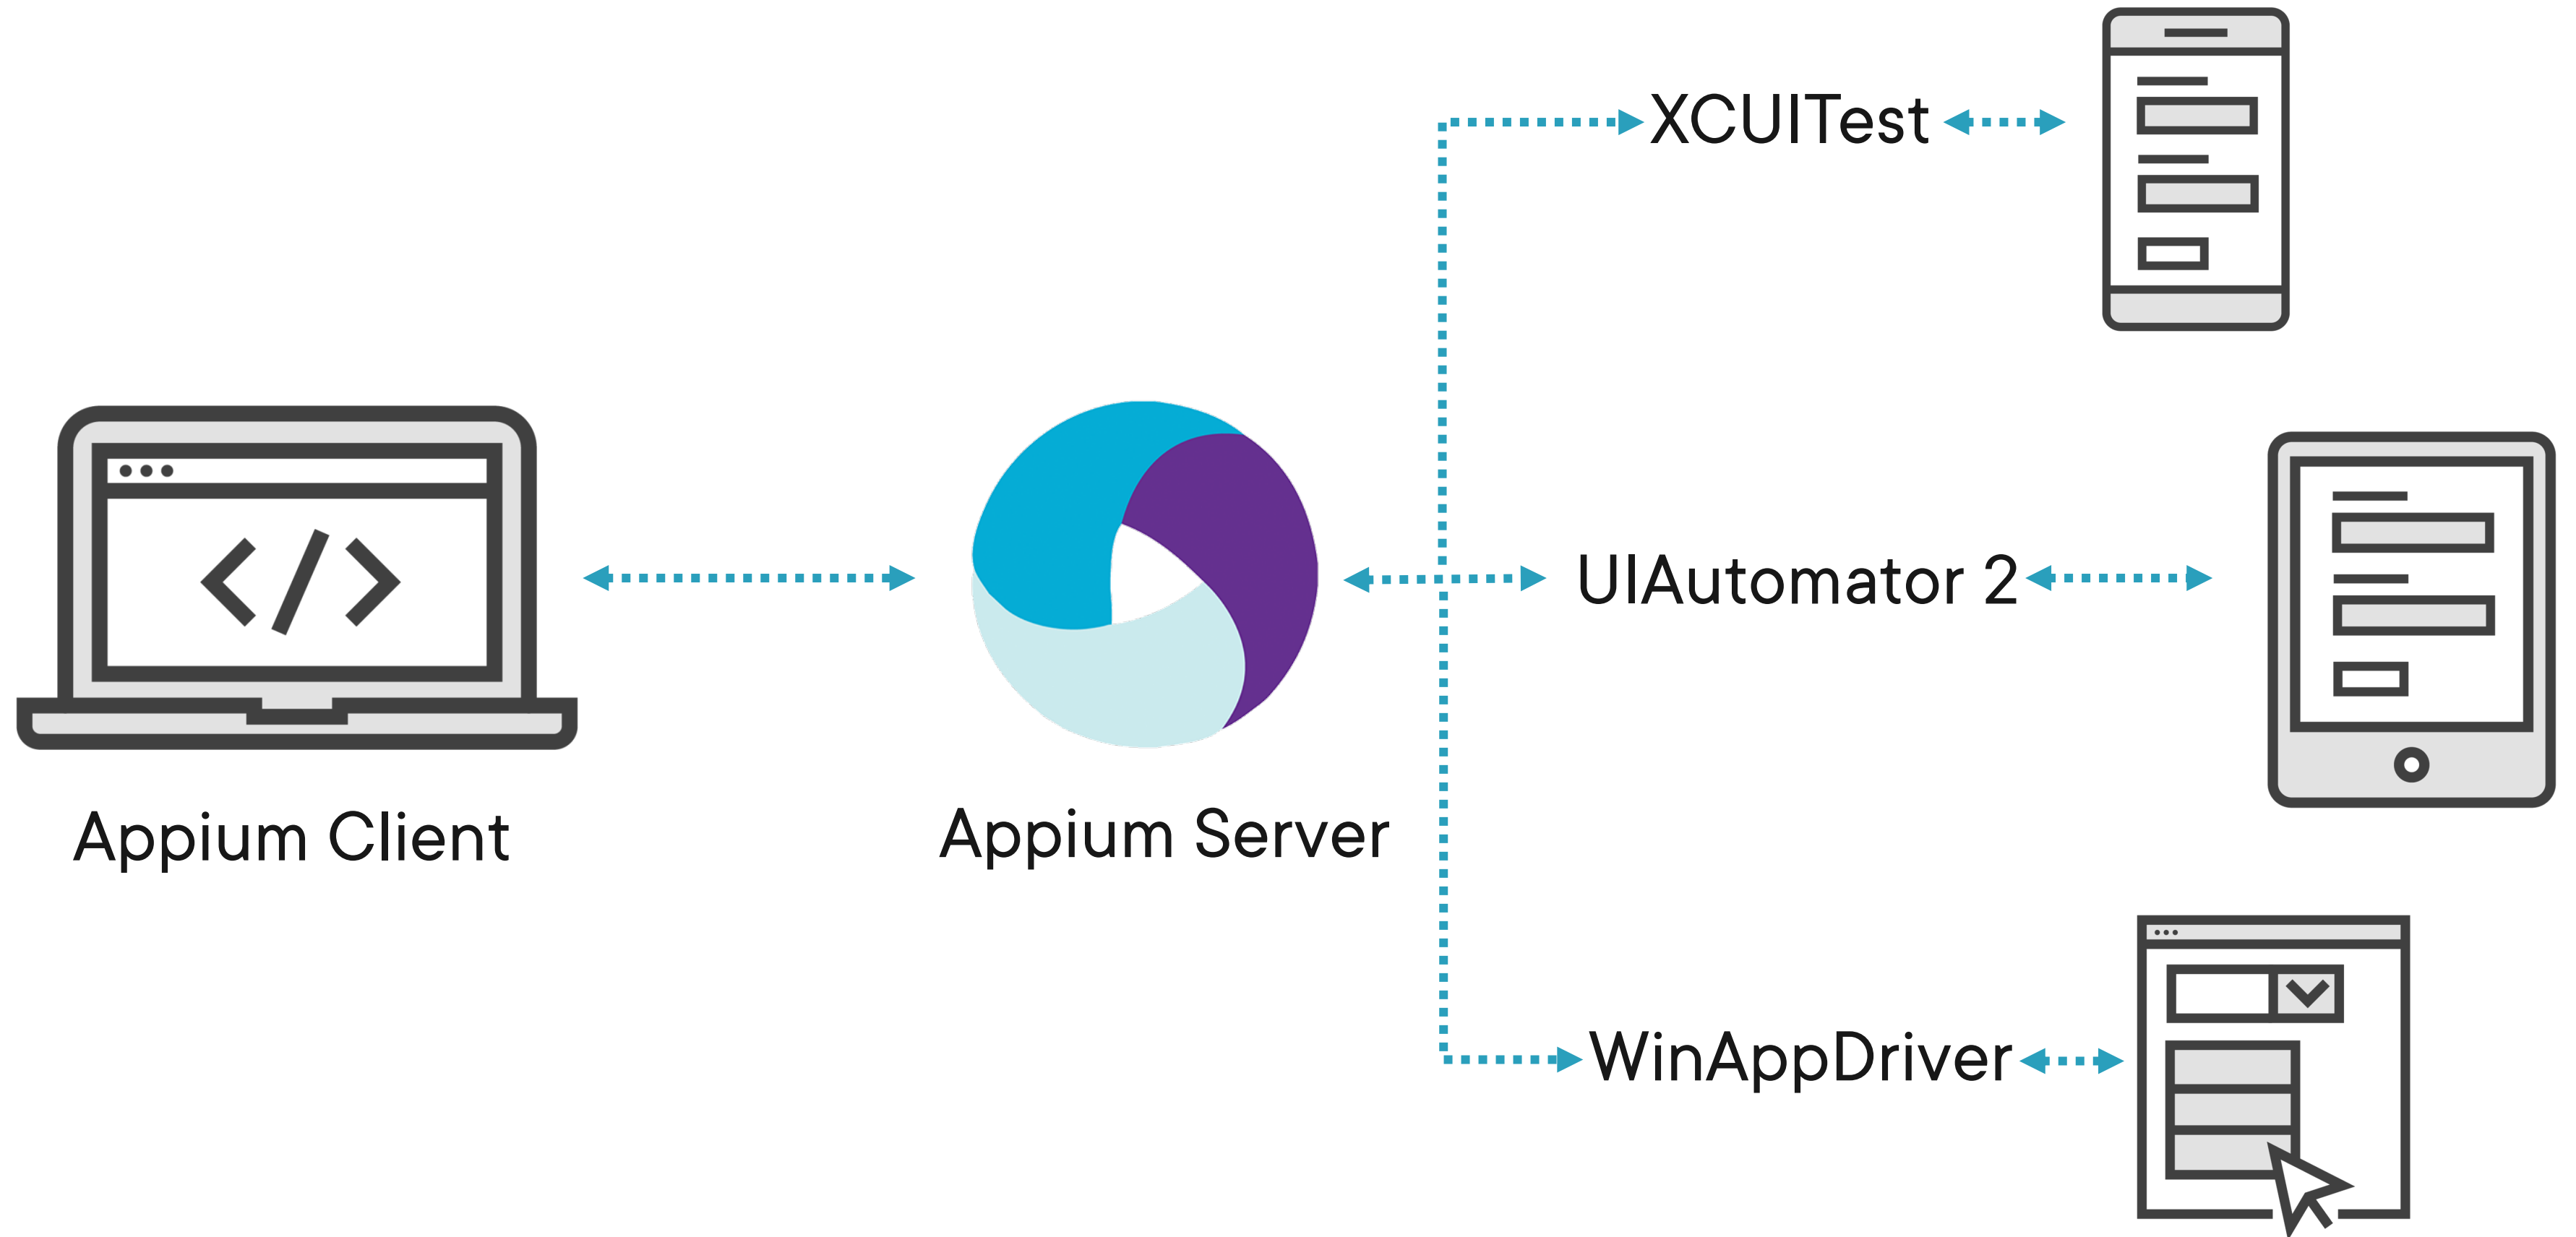 XCUITest
</>
UIAutomator 2
Appium Client
Appium Server
WinAppDriver